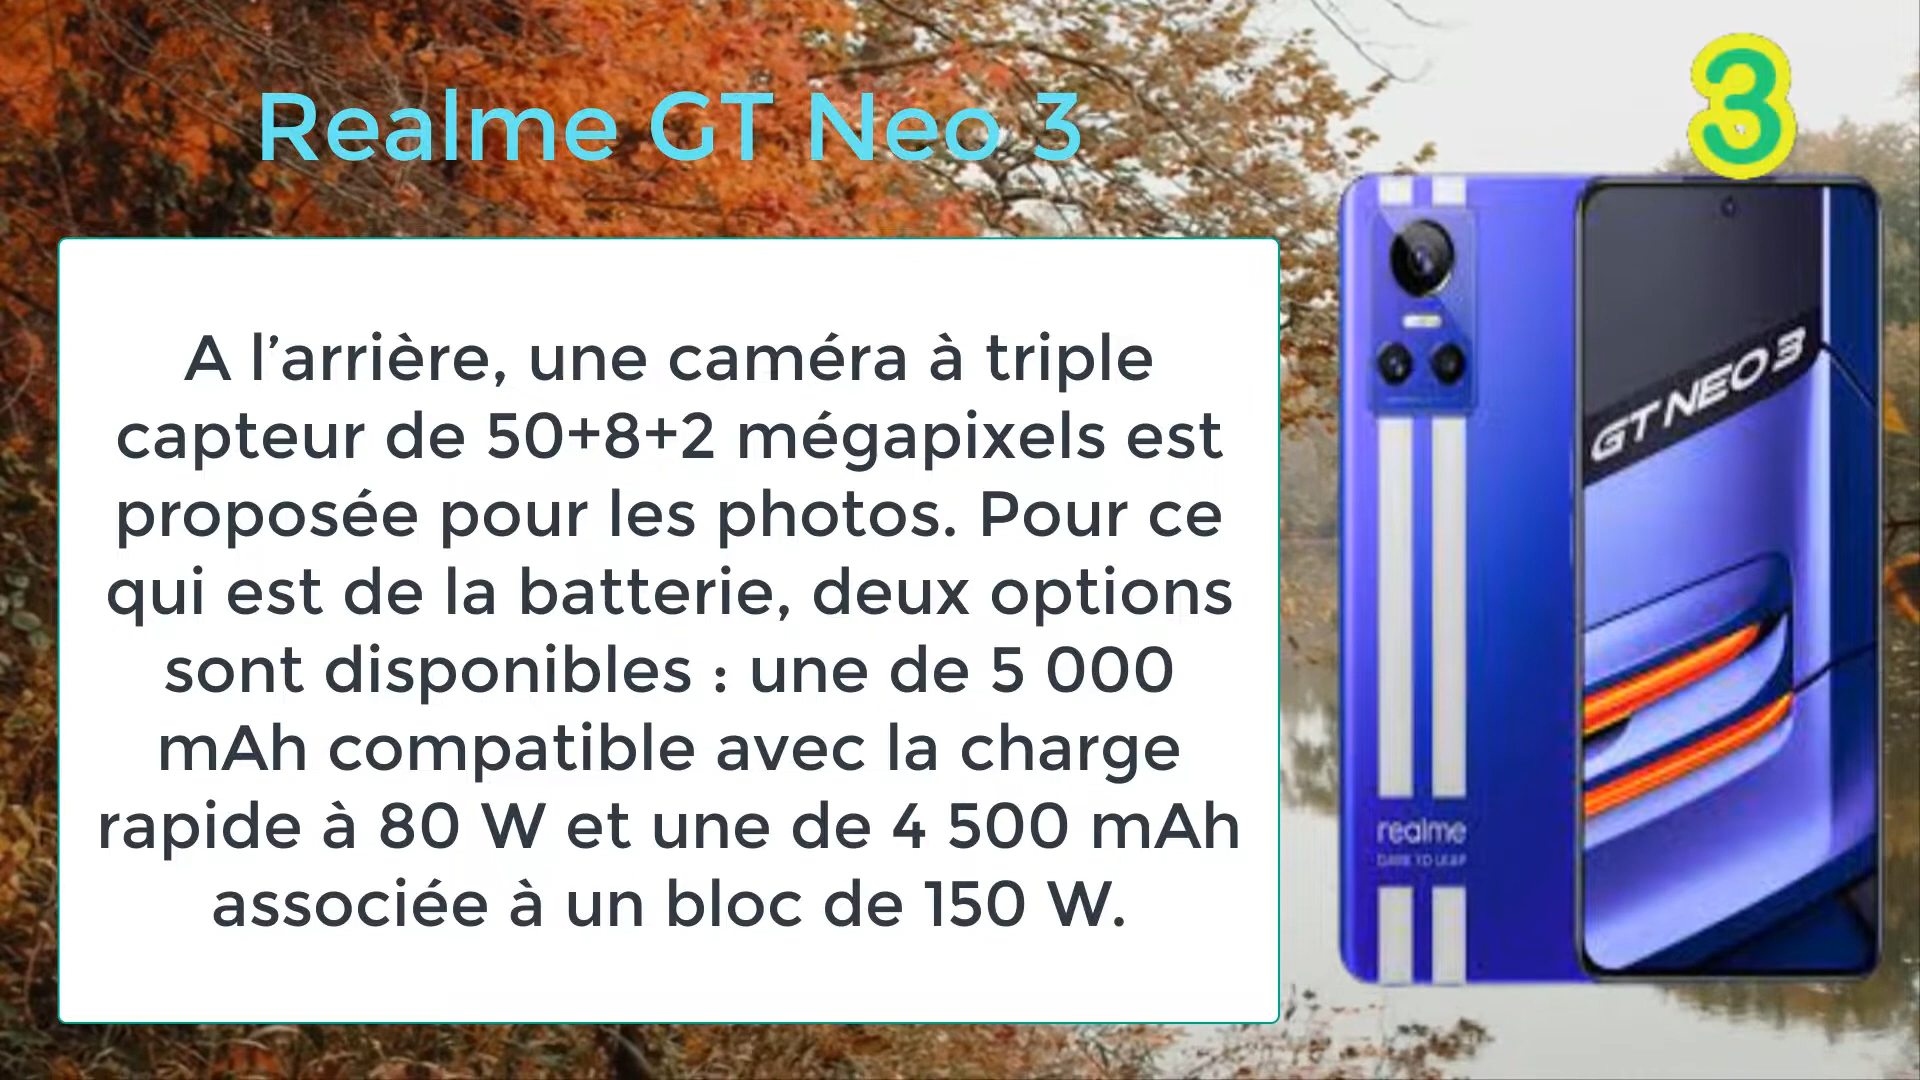 Realme GT Neo 3
3
A l’arrière, une caméra à triple
capteur de 50+8+2 mégapixels est
proposée pour les photos. Pour ce
qui est de la batterie, deux options
sont disponibles : une de 5 000
mAh compatible avec la charge
rapide à 80 W et une de 4 500 mAh
associée à un bloc de 150 W.
GT NEO 3
realme
DARE TO LEAP